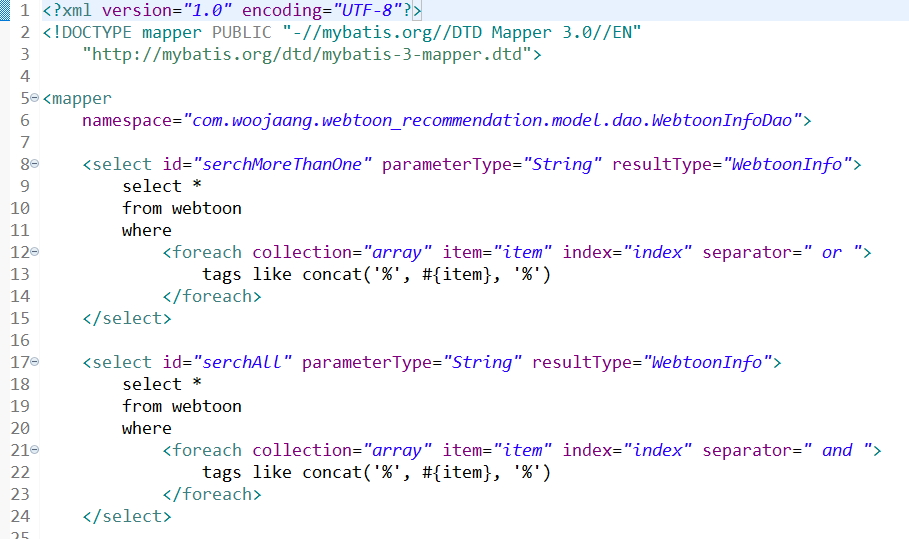 1 <?xml version="1.0" encoding="UTF-8"?>
2 <!DOCTYPE mapper PUBLIC "-//mybatis.org//DTD Mapper 3.0//EN"
3     "http://mybatis.org/dtd/mybatis-3-mapper.dtd">
4
5 <mapper
6     namespace="com.woojaang.webtoon_recommendation.model.dao.WebtoonInfoDao">
7
8     <select id="serchMoreThanOne" parameterType="String" resultType="WebtoonInfo">
9         select *
10         from webtoon
11         where
12             <foreach collection="array" item="item" index="index" separator=" or ">
13                 tags like concat('%', #{item}, '%')
14             </foreach>
15     </select>
16
17     <select id="serchAll" parameterType="String" resultType="WebtoonInfo">
18         select *
19         from webtoon
20         where
21             <foreach collection="array" item="item" index="index" separator=" and ">
22                 tags like concat('%', #{item}, '%')
23             </foreach>
24     </select>
25